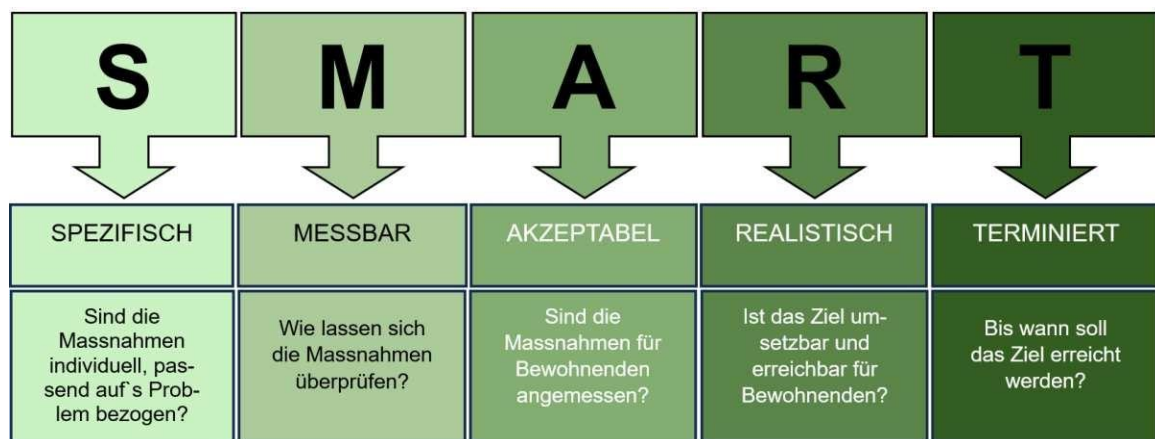 S
M
A
R
T
SPEZIFISCH
MESSBAR
AKZEPTABEL
REALISTISCH
TERMINIERT
Sind die
Massnahmen
individuell, pas-
send auf`s Prob-
lem bezogen?
Wie lassen sich
die Massnahmen
überprüfen?
Sind die
Massnahmen für
Bewohnenden
angemessen?
Ist das Ziel um-
setzbar und
erreichbar für
Bewohnenden?
Bis wann soll
das Ziel erreicht
werden?